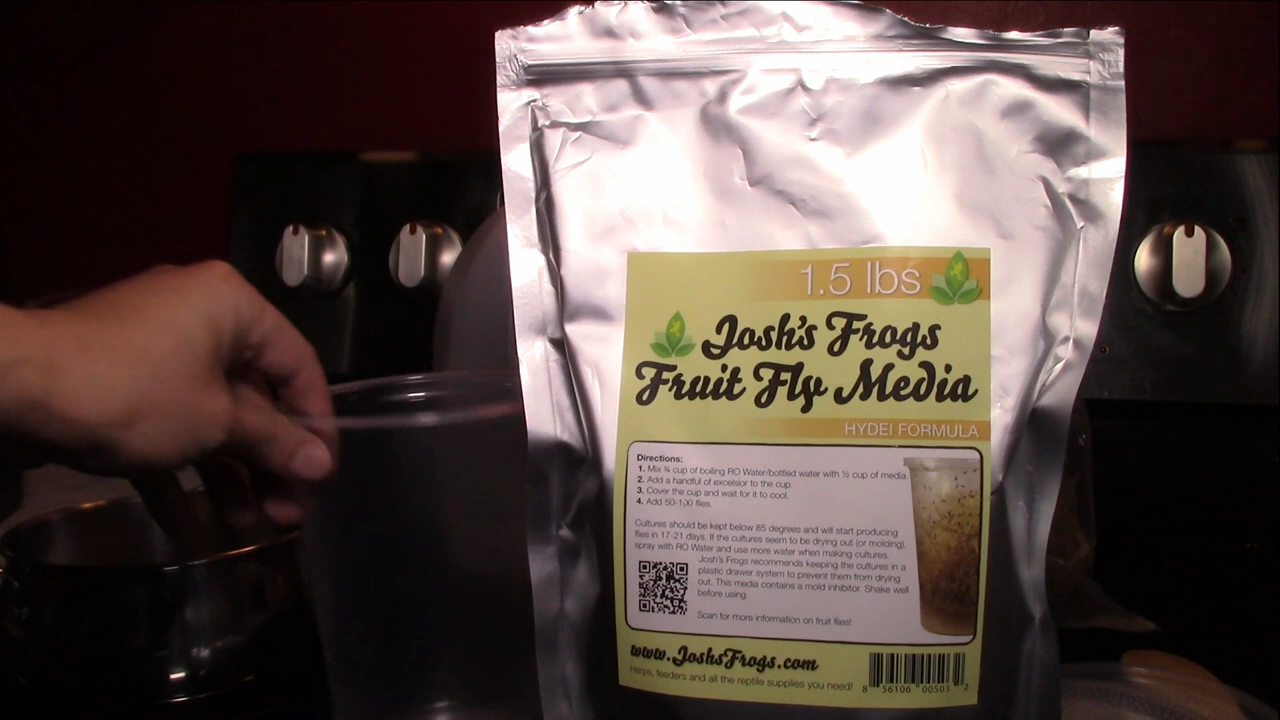 1.5 lbs
Josh's Frogs
Fruit Fly Media
HYDEI FORMULA
Directions:
1. Mix ¾ cup of boiling RO Water/bottled water with ½ cup of media.
2. Add a handful of excelsior to the cup.
3. Cover the cup and wait for it to cool.
4. Add 50-100 flies.
Cultures should be kept below 85 degrees and will start producing
flies in 17-21 days. If the cultures seem to be drying out (or molding),
spray with RO Water and use more water when making cultures.
Josh's Frogs recommends keeping the cultures in a
plastic drawer system to prevent them from drying
out. This media contains a mold inhibitor. Shake well
before using.
Scan for more information on fruit flies!
www.JoshsFrogs.com
Herps, feeders and all the reptile supplies you need!
8 56106 00503 2